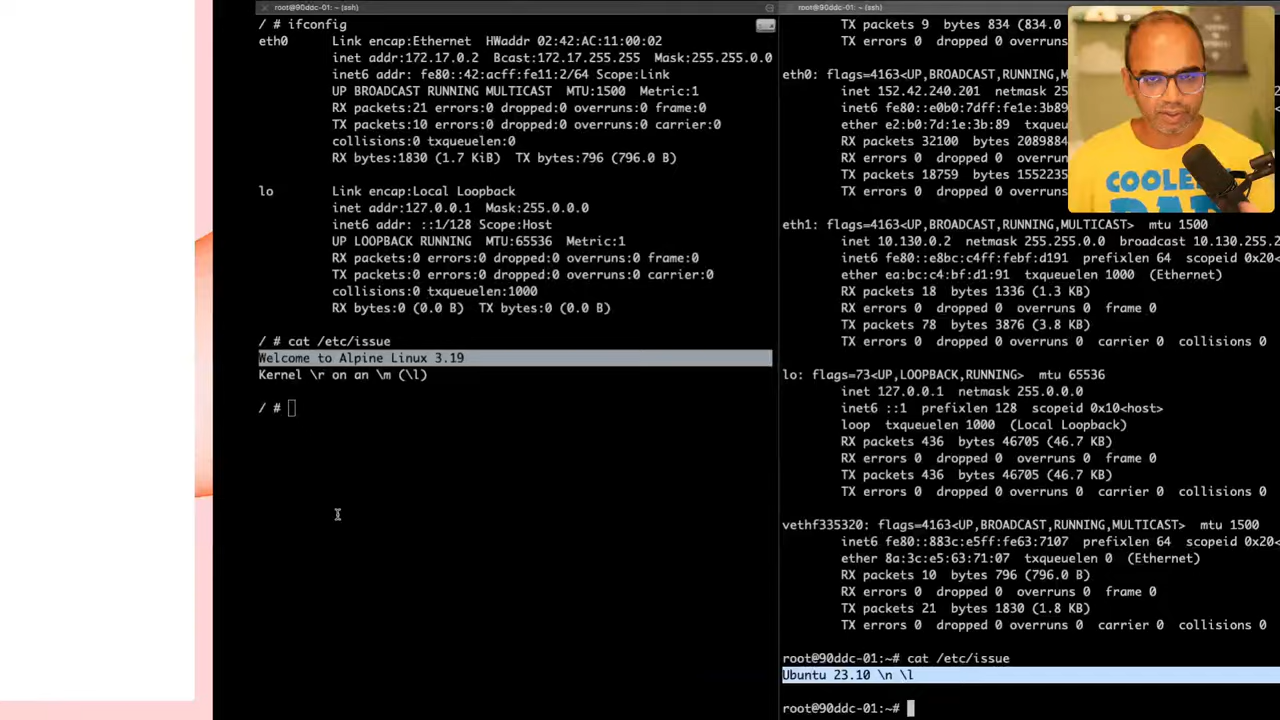 root@90ddc-01: ~ (ssh)
/ # ifconfig
eth0 Link encap:Ethernet HWaddr 02:42:AC:11:00:02
inet addr:172.17.0.2 Bcast:172.17.255.255 Mask:255.255.0.0
inet6 addr: fe80::42:acff:fe11:2/64 Scope:Link
UP BROADCAST RUNNING MULTICAST MTU:1500 Metric:1
RX packets:21 errors:0 dropped:0 overruns:0 frame:0
TX packets:10 errors:0 dropped:0 overruns:0 carrier:0
collisions:0 txqueuelen:0
RX bytes:1830 (1.7 KiB) TX bytes:796 (796.0 B)
lo Link encap:Local Loopback
inet addr:127.0.0.1 Mask:255.0.0.0
inet6 addr: ::1/128 Scope:Host
UP LOOPBACK RUNNING MTU:65536 Metric:1
RX packets:0 errors:0 dropped:0 overruns:0 frame:0
TX packets:0 errors:0 dropped:0 overruns:0 carrier:0
collisions:0 txqueuelen:1000
RX bytes:0 (0.0 B) TX bytes:0 (0.0 B)
/ # cat /etc/issue
Welcome to Alpine Linux 3.19
Kernel \r on an \m (\l)
/ #
root@90ddc-01: ~ (ssh)
TX packets 9 bytes 834 (834.0
TX errors 0 dropped 0 overruns
eth0: flags=4163<UP,BROADCAST,RUNNING,M
inet 152.42.240.201 netmask 25
inet6 fe80::e0b0:7dff:fe1e:3b89
ether e2:b0:7d:1e:3b:89 txqueu
RX packets 32100 bytes 2089884
RX errors 0 dropped 0 overruns
TX packets 18759 bytes 1552235
TX errors 0 dropped 0 overruns
eth1: flags=4163<UP,BROADCAST,RUNNING,MULTICAST> mtu 1500
inet 10.130.0.2 netmask 255.255.0.0 broadcast 10.130.255.2
inet6 fe80::e8bc:c4ff:febf:d191 prefixlen 64 scopeid 0x20<
ether ea:bc:c4:bf:d1:91 txqueuelen 1000 (Ethernet)
RX packets 18 bytes 1336 (1.3 KB)
RX errors 0 dropped 0 overruns 0 frame 0
TX packets 78 bytes 3876 (3.8 KB)
TX errors 0 dropped 0 overruns 0 carrier 0 collisions 0
lo: flags=73<UP,LOOPBACK,RUNNING> mtu 65536
inet 127.0.0.1 netmask 255.0.0.0
inet6 ::1 prefixlen 128 scopeid 0x10<host>
loop txqueuelen 1000 (Local Loopback)
RX packets 436 bytes 46705 (46.7 KB)
RX errors 0 dropped 0 overruns 0 frame 0
TX packets 436 bytes 46705 (46.7 KB)
TX errors 0 dropped 0 overruns 0 carrier 0 collisions 0
vethf335320: flags=4163<UP,BROADCAST,RUNNING,MULTICAST> mtu 1500
inet6 fe80::883c:e5ff:fe63:7107 prefixlen 64 scopeid 0x20<
ether 8a:3c:e5:63:71:07 txqueuelen 0 (Ethernet)
RX packets 10 bytes 796 (796.0 B)
RX errors 0 dropped 0 overruns 0 frame 0
TX packets 21 bytes 1830 (1.8 KB)
TX errors 0 dropped 0 overruns 0 carrier 0 collisions 0
root@90ddc-01:~# cat /etc/issue
Ubuntu 23.10 \n \l
root@90ddc-01:~#